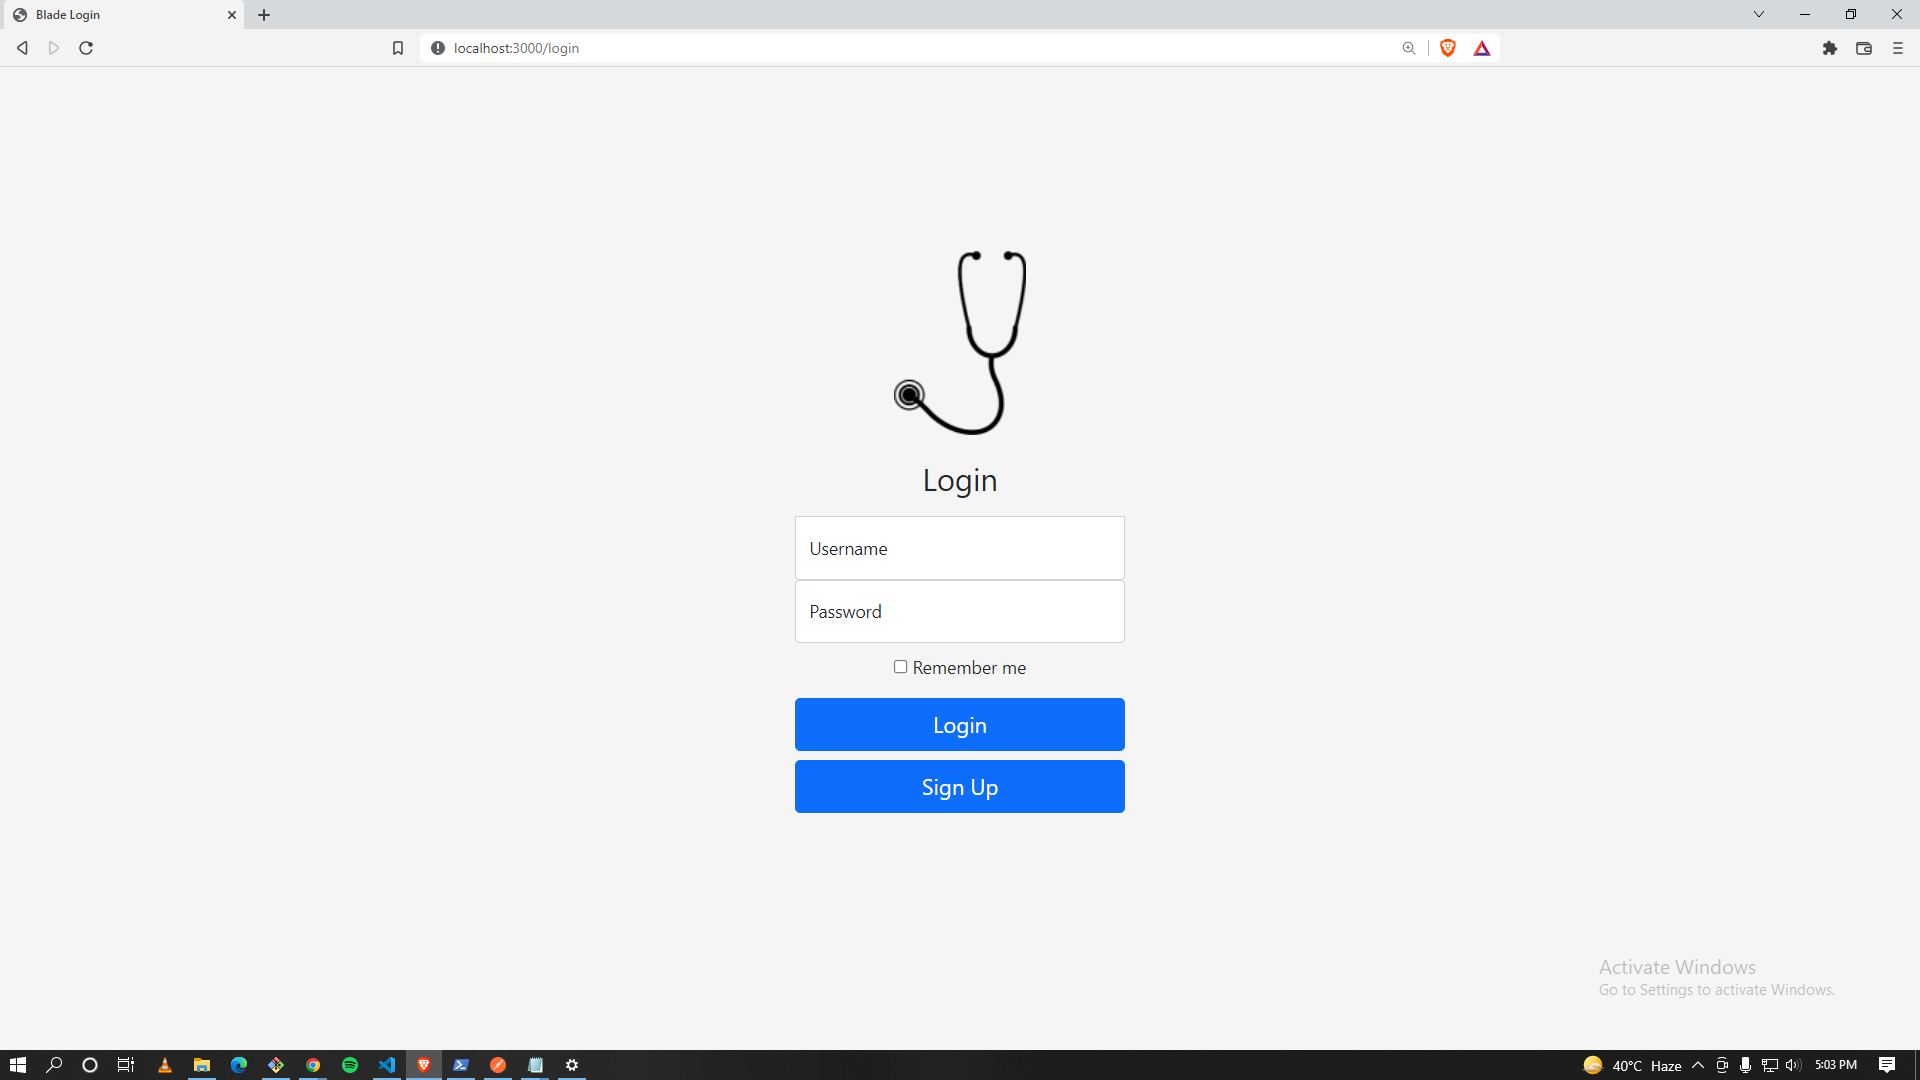 Blade Login
localhost:3000/login
Login
Username
Password
Remember me
Login
Sign Up
Activate Windows
Go to Settings to activate Windows.
40°C Haze
5:03 PM